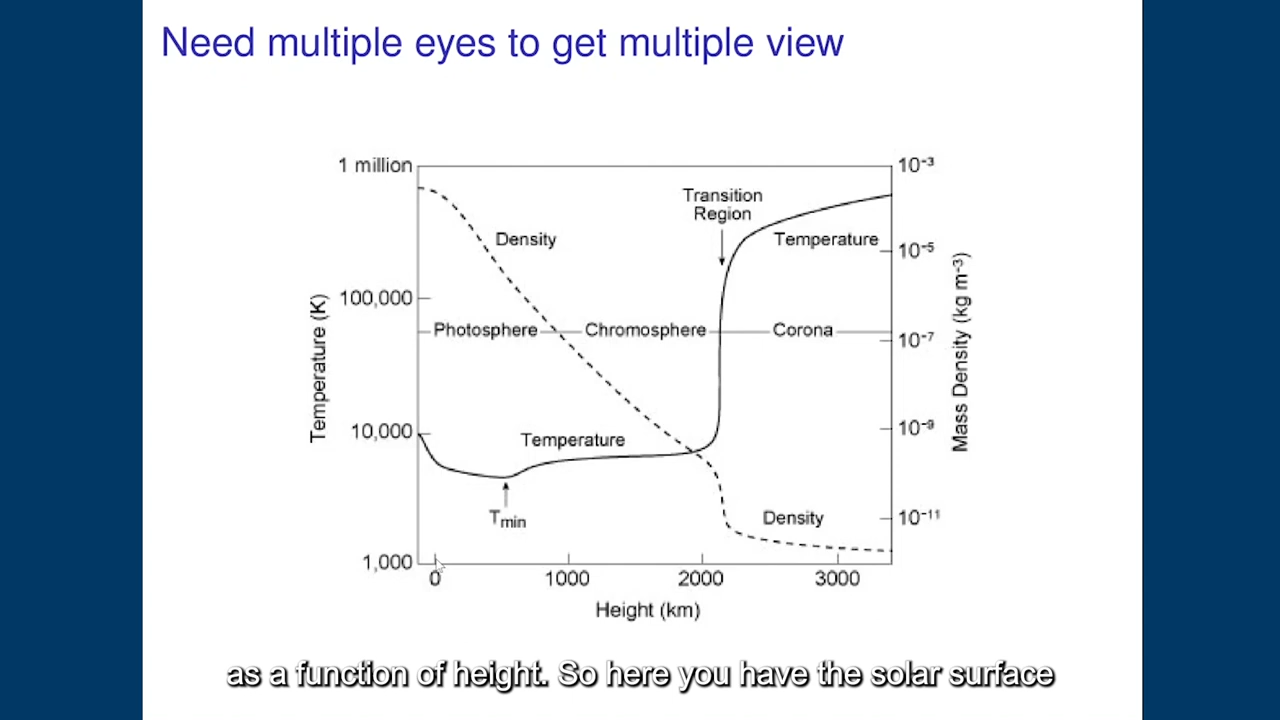 Need multiple eyes to get multiple view
1 million
10⁻³
Transition
Region
Density
Temperature
10⁻⁵
100,000
Photosphere
Chromosphere
Corona
10⁻⁷
Temperature (K)
Mass Density (kg m⁻³)
10,000
Temperature
10⁻⁹
Tmin
Density
10⁻¹¹
1,000
0
1000
2000
3000
Height (km)
as a function of height. So here you have the solar surface